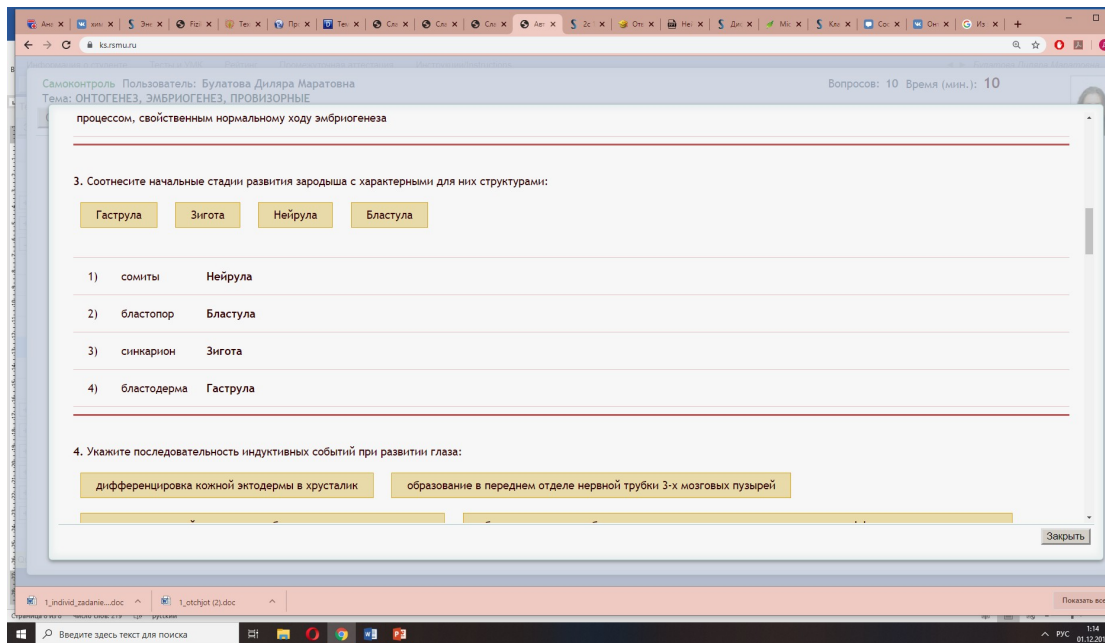 ks.rsmu.ru
Самоконтроль Пользователь: Булатова Диляра Маратовна
Вопросов: 10 Время (мин.): 10
Тема: ОНТОГЕНЕЗ, ЭМБРИОГЕНЕЗ, ПРОВИЗОРНЫЕ
процессом, свойственным нормальному ходу эмбриогенеза
3. Соотнесите начальные стадии развития зародыша с характерными для них структурами:
Гаструла Зигота Нейрула Бластула
1) сомиты Нейрула
2) бластопор Бластула
3) синкарион Зигота
4) бластодерма Гаструла
4. Укажите последовательность индуктивных событий при развитии глаза:
дифференцировка кожной эктодермы в хрусталик образование в переднем отделе нервной трубки 3-х мозговых пузырей
Закрыть
1_individ_zadanie....doc 1_otchjot (2).doc Показать все
Введите здесь текст для поиска
РУС 1:14
01.12.201